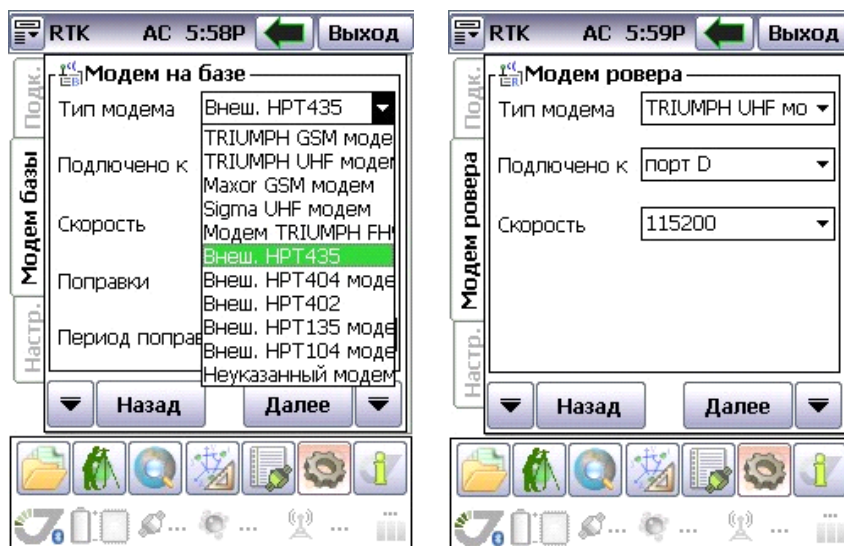 RTK AC 5:58P Выход
Модем на базе
Подк.
Модем базы
Настр.
Тип модема Внеш. HPT435
TRIUMPH GSM моде
TRIUMPH UHF модем
Maxor GSM модем
Sigma UHF модем
Модем TRIUMPH FH
Внеш. HPT435
Внеш. HPT404 моде
Внеш. HPT402
Внеш. HPT135 моде
Внеш. HPT104 моде
Неуказанный модем
Подлючено к
Скорость
Поправки
Период поправ
Назад Далее
RTK AC 5:59P Выход
Модем ровера
Подк.
Модем ровера
Настр.
Тип модема TRIUMPH UHF мо
Подлючено к порт D
Скорость 115200
Назад Далее